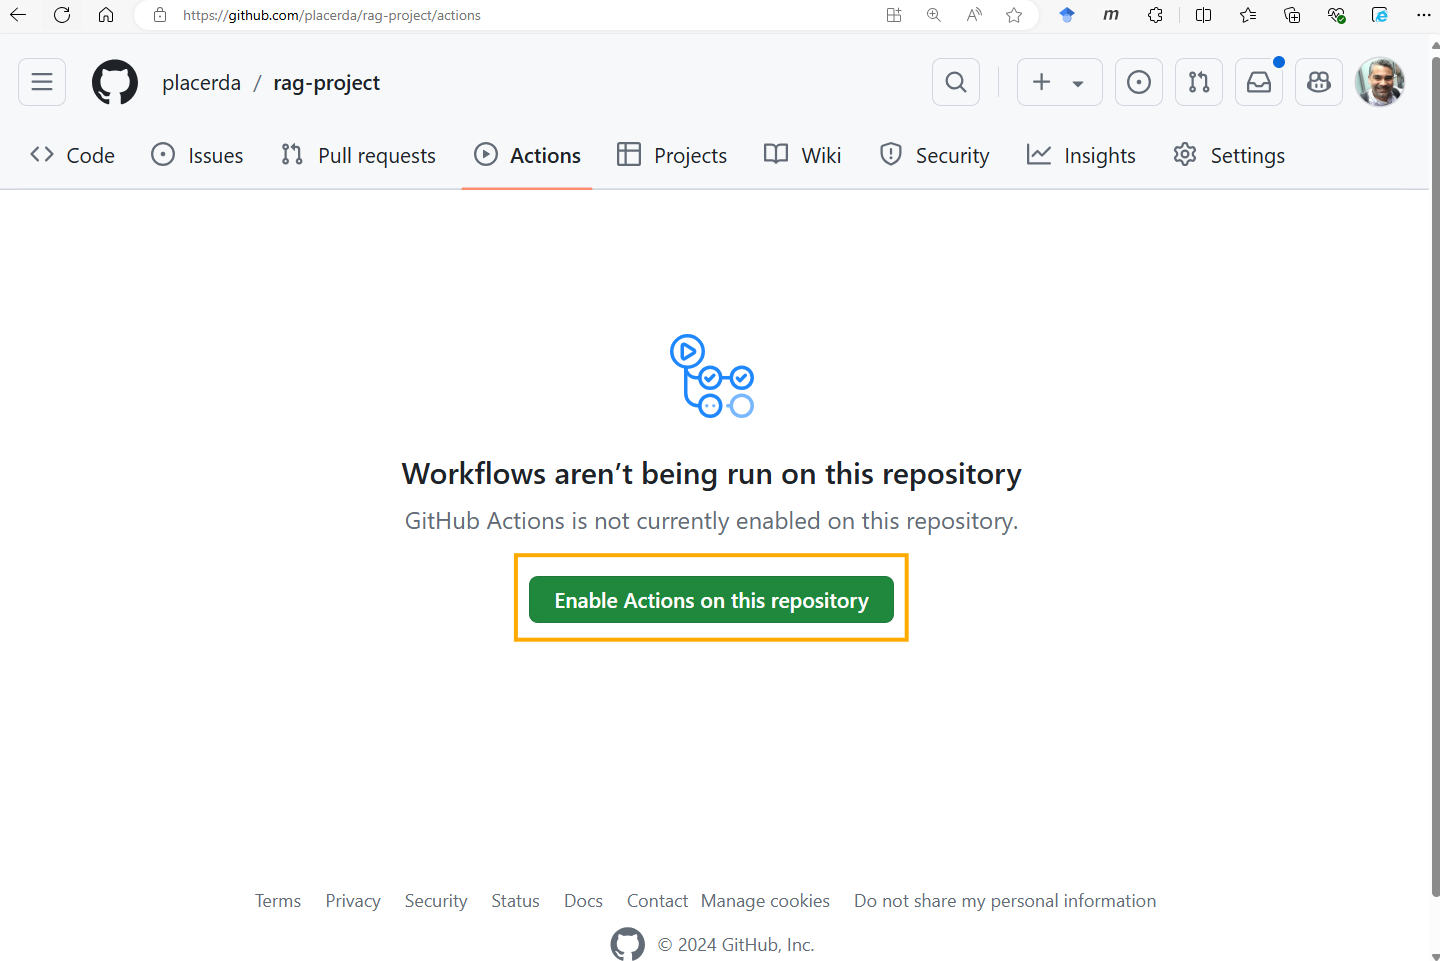 https://github.com/placerda/rag-project/actions
placerda / rag-project
Code Issues Pull requests Actions Projects Wiki Security Insights Settings
Workflows aren’t being run on this repository
GitHub Actions is not currently enabled on this repository.
Enable Actions on this repository
Terms Privacy Security Status Docs Contact Manage cookies Do not share my personal information
© 2024 GitHub, Inc.